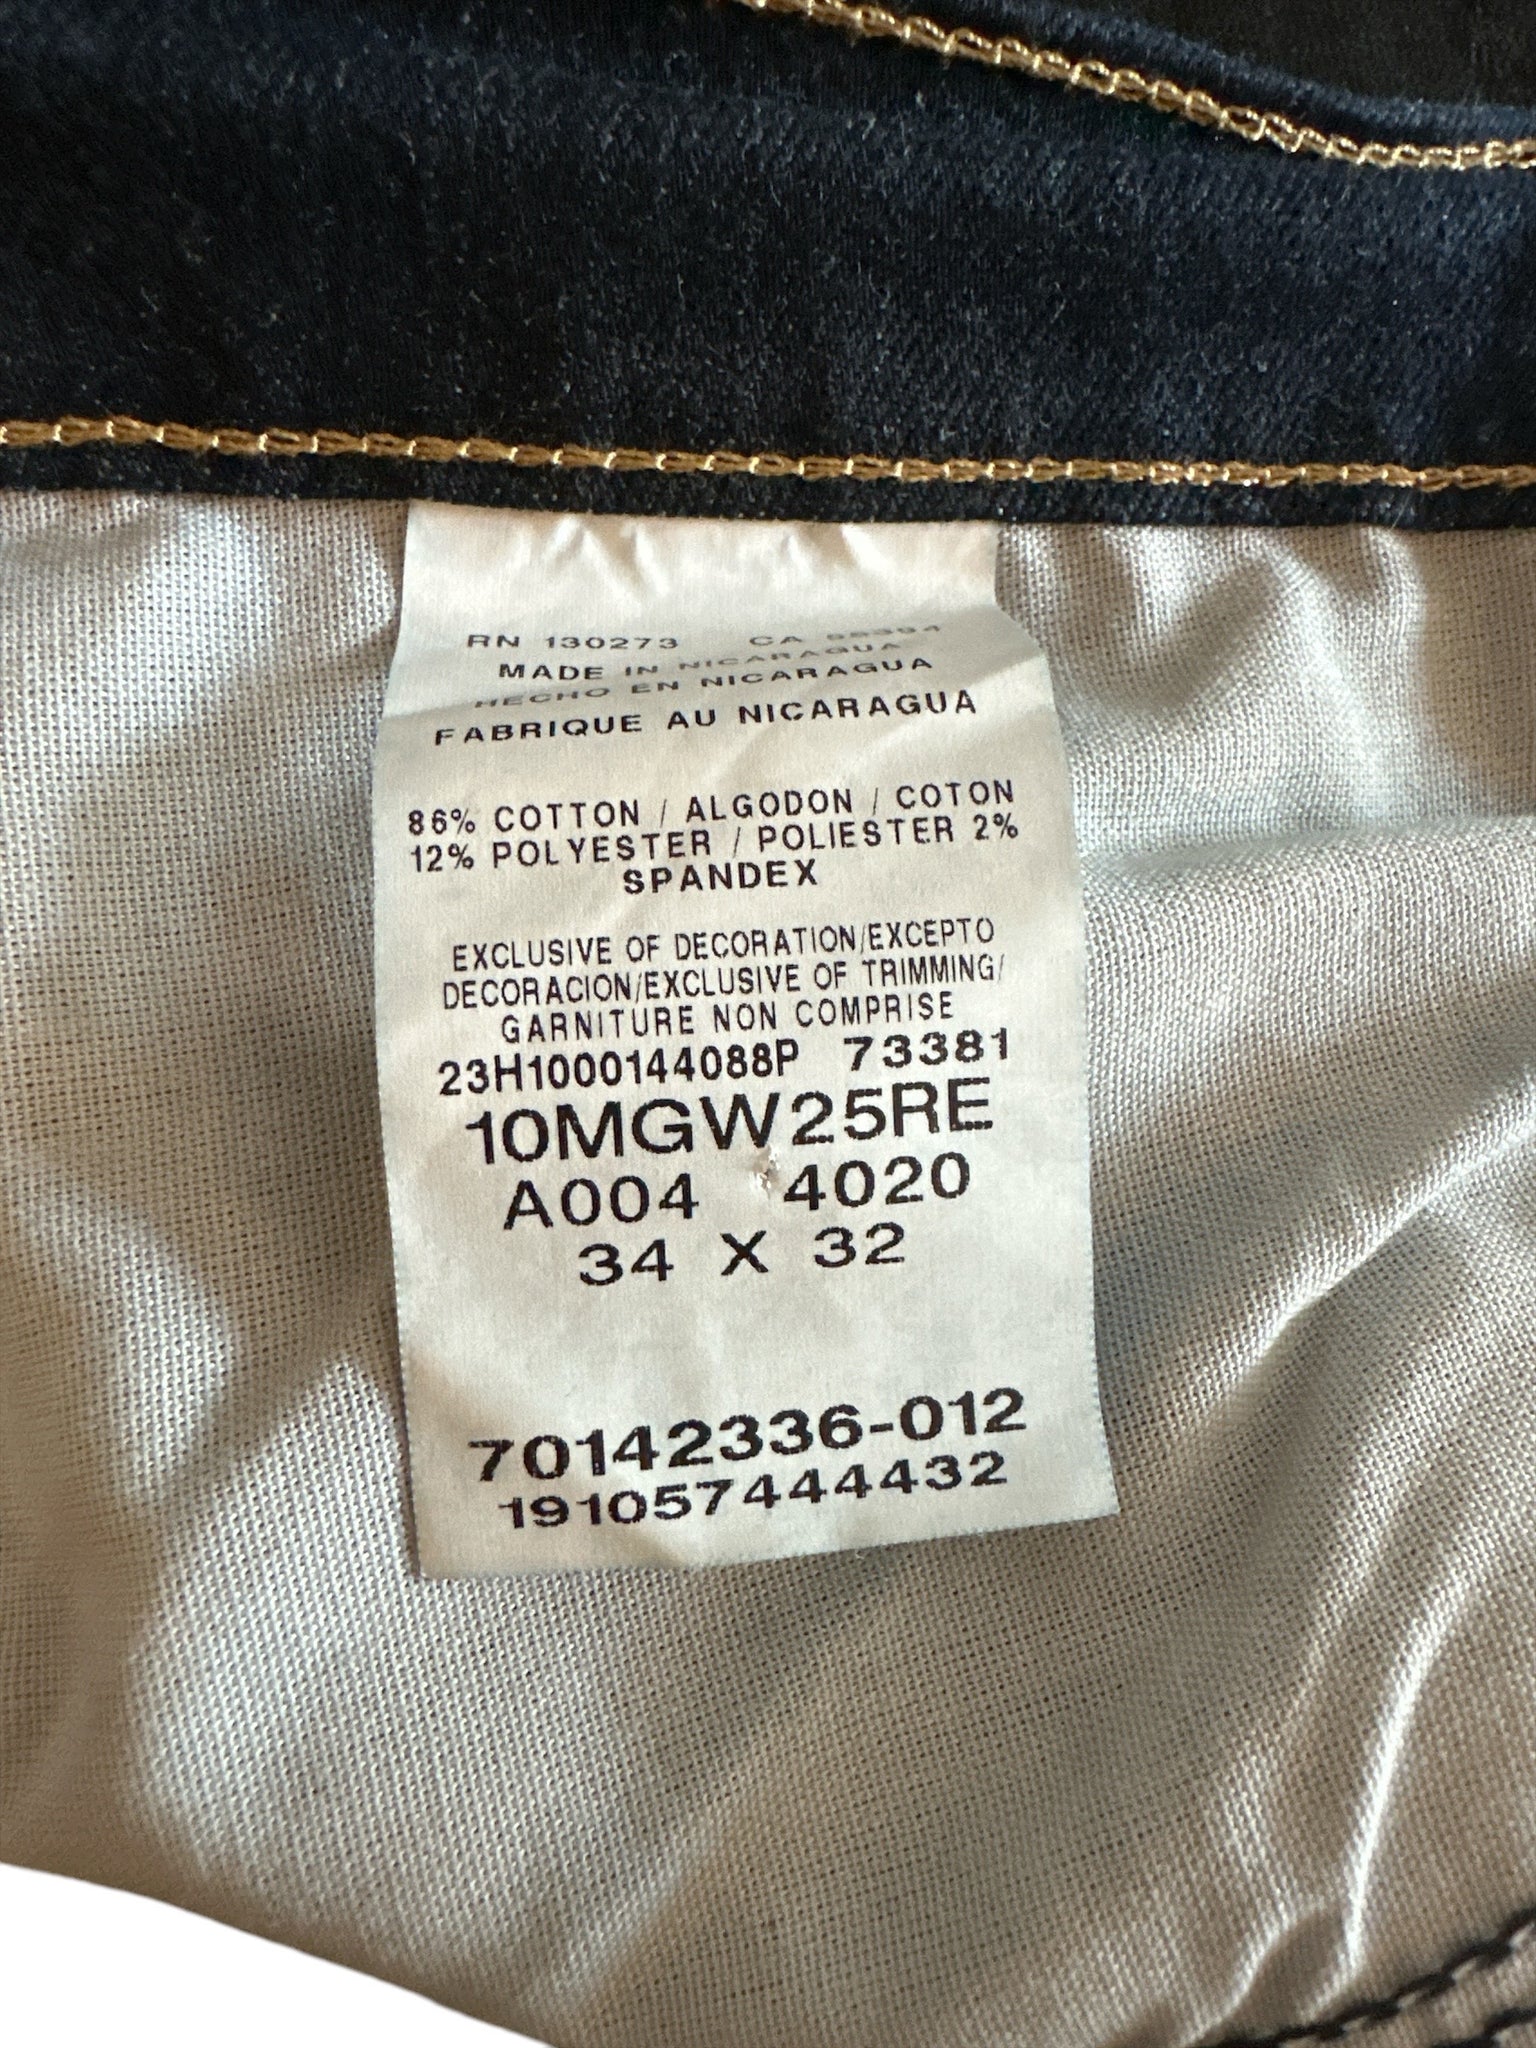 RN 130273 CA
MADE IN NICARAGUA
HECHO EN NICARAGUA
FABRIQUE AU NICARAGUA
86% COTTON / ALGODON / COTON
12% POLYESTER / POLIESTER 2%
SPANDEX
EXCLUSIVE OF DECORATION/EXCEPTO
DECORACION/EXCLUSIVE OF TRIMMING/
GARNITURE NON COMPRISE
23H1000144088P 73381
10MGW25RE
A004 4020
34 X 32
70142336-012
191057444432